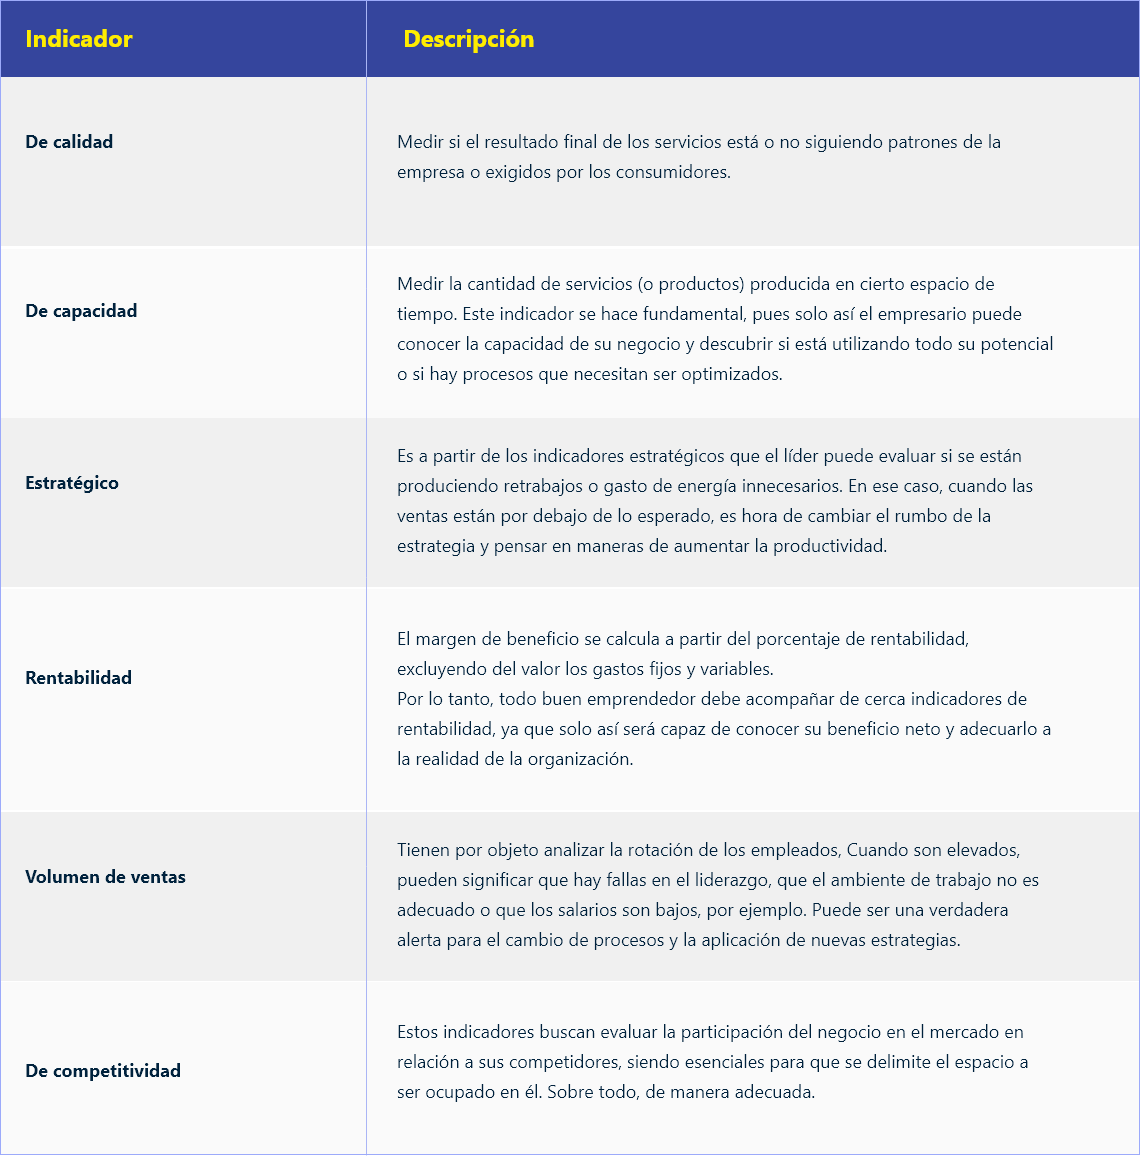 Indicador
Descripción
De calidad
Medir si el resultado final de los servicios está o no siguiendo patrones de la
empresa o exigidos por los consumidores.
De capacidad
Medir la cantidad de servicios (o productos) producida en cierto espacio de
tiempo. Este indicador se hace fundamental, pues solo así el empresario puede
conocer la capacidad de su negocio y descubrir si está utilizando todo su potencial
o si hay procesos que necesitan ser optimizados.
Estratégico
Es a partir de los indicadores estratégicos que el líder puede evaluar si se están
produciendo retrabajos o gasto de energía innecesarios. En ese caso, cuando las
ventas están por debajo de lo esperado, es hora de cambiar el rumbo de la
estrategia y pensar en maneras de aumentar la productividad.
Rentabilidad
El margen de beneficio se calcula a partir del porcentaje de rentabilidad,
excluyendo del valor los gastos fijos y variables.
Por lo tanto, todo buen emprendedor debe acompañar de cerca indicadores de
rentabilidad, ya que solo así será capaz de conocer su beneficio neto y adecuarlo a
la realidad de la organización.
Volumen de ventas
Tienen por objeto analizar la rotación de los empleados, Cuando son elevados,
pueden significar que hay fallas en el liderazgo, que el ambiente de trabajo no es
adecuado o que los salarios son bajos, por ejemplo. Puede ser una verdadera
alerta para el cambio de procesos y la aplicación de nuevas estrategias.
De competitividad
Estos indicadores buscan evaluar la participación del negocio en el mercado en
relación a sus competidores, siendo esenciales para que se delimite el espacio a
ser ocupado en él. Sobre todo, de manera adecuada.